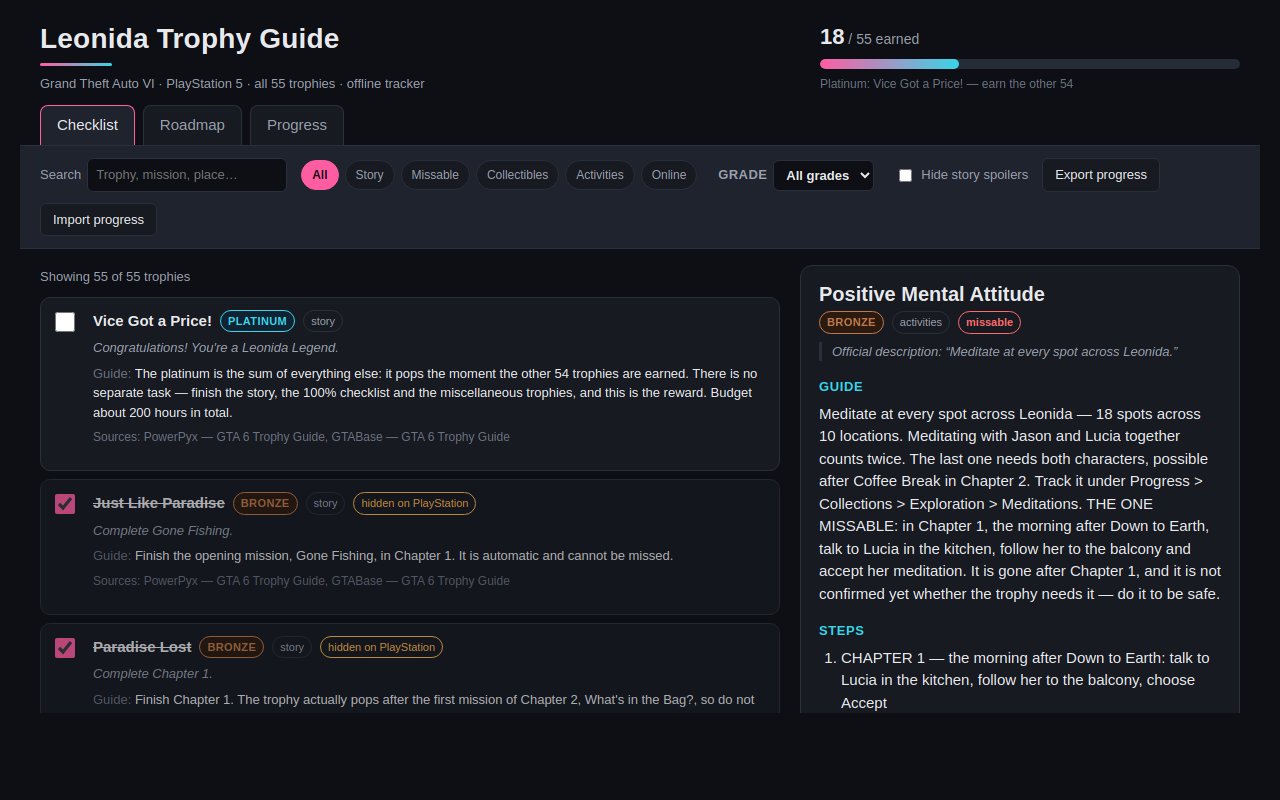 Leonida Trophy Guide
18 / 55 earned
Grand Theft Auto VI · PlayStation 5 · all 55 trophies · offline tracker
Platinum: Vice Got a Price! — earn the other 54
Checklist
Roadmap
Progress
Search
Trophy, mission, place…
All
Story
Missable
Collectibles
Activities
Online
GRADE
All grades
Hide story spoilers
Export progress
Import progress
Showing 55 of 55 trophies
Vice Got a Price! PLATINUM story
Congratulations! You're a Leonida Legend.
Guide: The platinum is the sum of everything else: it pops the moment the other 54 trophies are earned. There is no
separate task — finish the story, the 100% checklist and the miscellaneous trophies, and this is the reward. Budget
about 200 hours in total.
Sources: PowerPyx — GTA 6 Trophy Guide, GTABase — GTA 6 Trophy Guide
Just Like Paradise BRONZE story hidden on PlayStation
Complete Gone Fishing.
Guide: Finish the opening mission, Gone Fishing, in Chapter 1. It is automatic and cannot be missed.
Sources: PowerPyx — GTA 6 Trophy Guide, GTABase — GTA 6 Trophy Guide
Paradise Lost BRONZE story hidden on PlayStation
Complete Chapter 1.
Guide: Finish Chapter 1. The trophy actually pops after the first mission of Chapter 2, What's in the Bag?, so do not
Positive Mental Attitude
BRONZE activities missable
Official description: “Meditate at every spot across Leonida.”
GUIDE
Meditate at every spot across Leonida — 18 spots across
10 locations. Meditating with Jason and Lucia together
counts twice. The last one needs both characters, possible
after Coffee Break in Chapter 2. Track it under Progress >
Collections > Exploration > Meditations. THE ONE
MISSABLE: in Chapter 1, the morning after Down to Earth,
talk to Lucia in the kitchen, follow her to the balcony and
accept her meditation. It is gone after Chapter 1, and it is not
confirmed yet whether the trophy needs it — do it to be safe.
STEPS
1. CHAPTER 1 — the morning after Down to Earth: talk to
Lucia in the kitchen, follow her to the balcony, choose
Accept